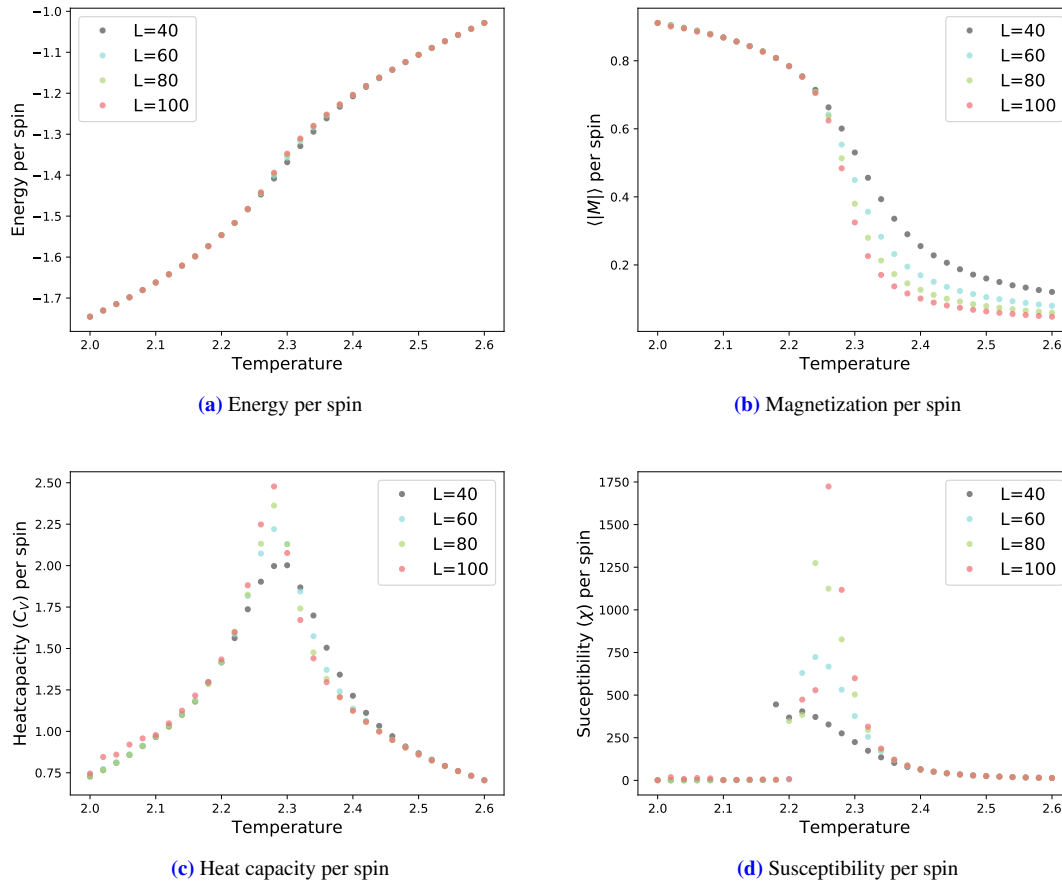 −1.0
−1.1
−1.2
−1.3
−1.4
−1.5
−1.6
−1.7
Energy per spin
L=40
L=60
L=80
L=100
2.0 2.1 2.2 2.3 2.4 2.5 2.6
Temperature
(a) Energy per spin
0.8
0.6
0.4
0.2
⟨|M|⟩ per spin
L=40
L=60
L=80
L=100
2.0 2.1 2.2 2.3 2.4 2.5 2.6
Temperature
(b) Magnetization per spin
2.50
2.25
2.00
1.75
1.50
1.25
1.00
0.75
Heatcapacity (C_V) per spin
L=40
L=60
L=80
L=100
2.0 2.1 2.2 2.3 2.4 2.5 2.6
Temperature
(c) Heat capacity per spin
1750
1500
1250
1000
750
500
250
0
Suceptibility (χ) per spin
L=40
L=60
L=80
L=100
2.0 2.1 2.2 2.3 2.4 2.5 2.6
Temperature
(d) Susceptibility per spin